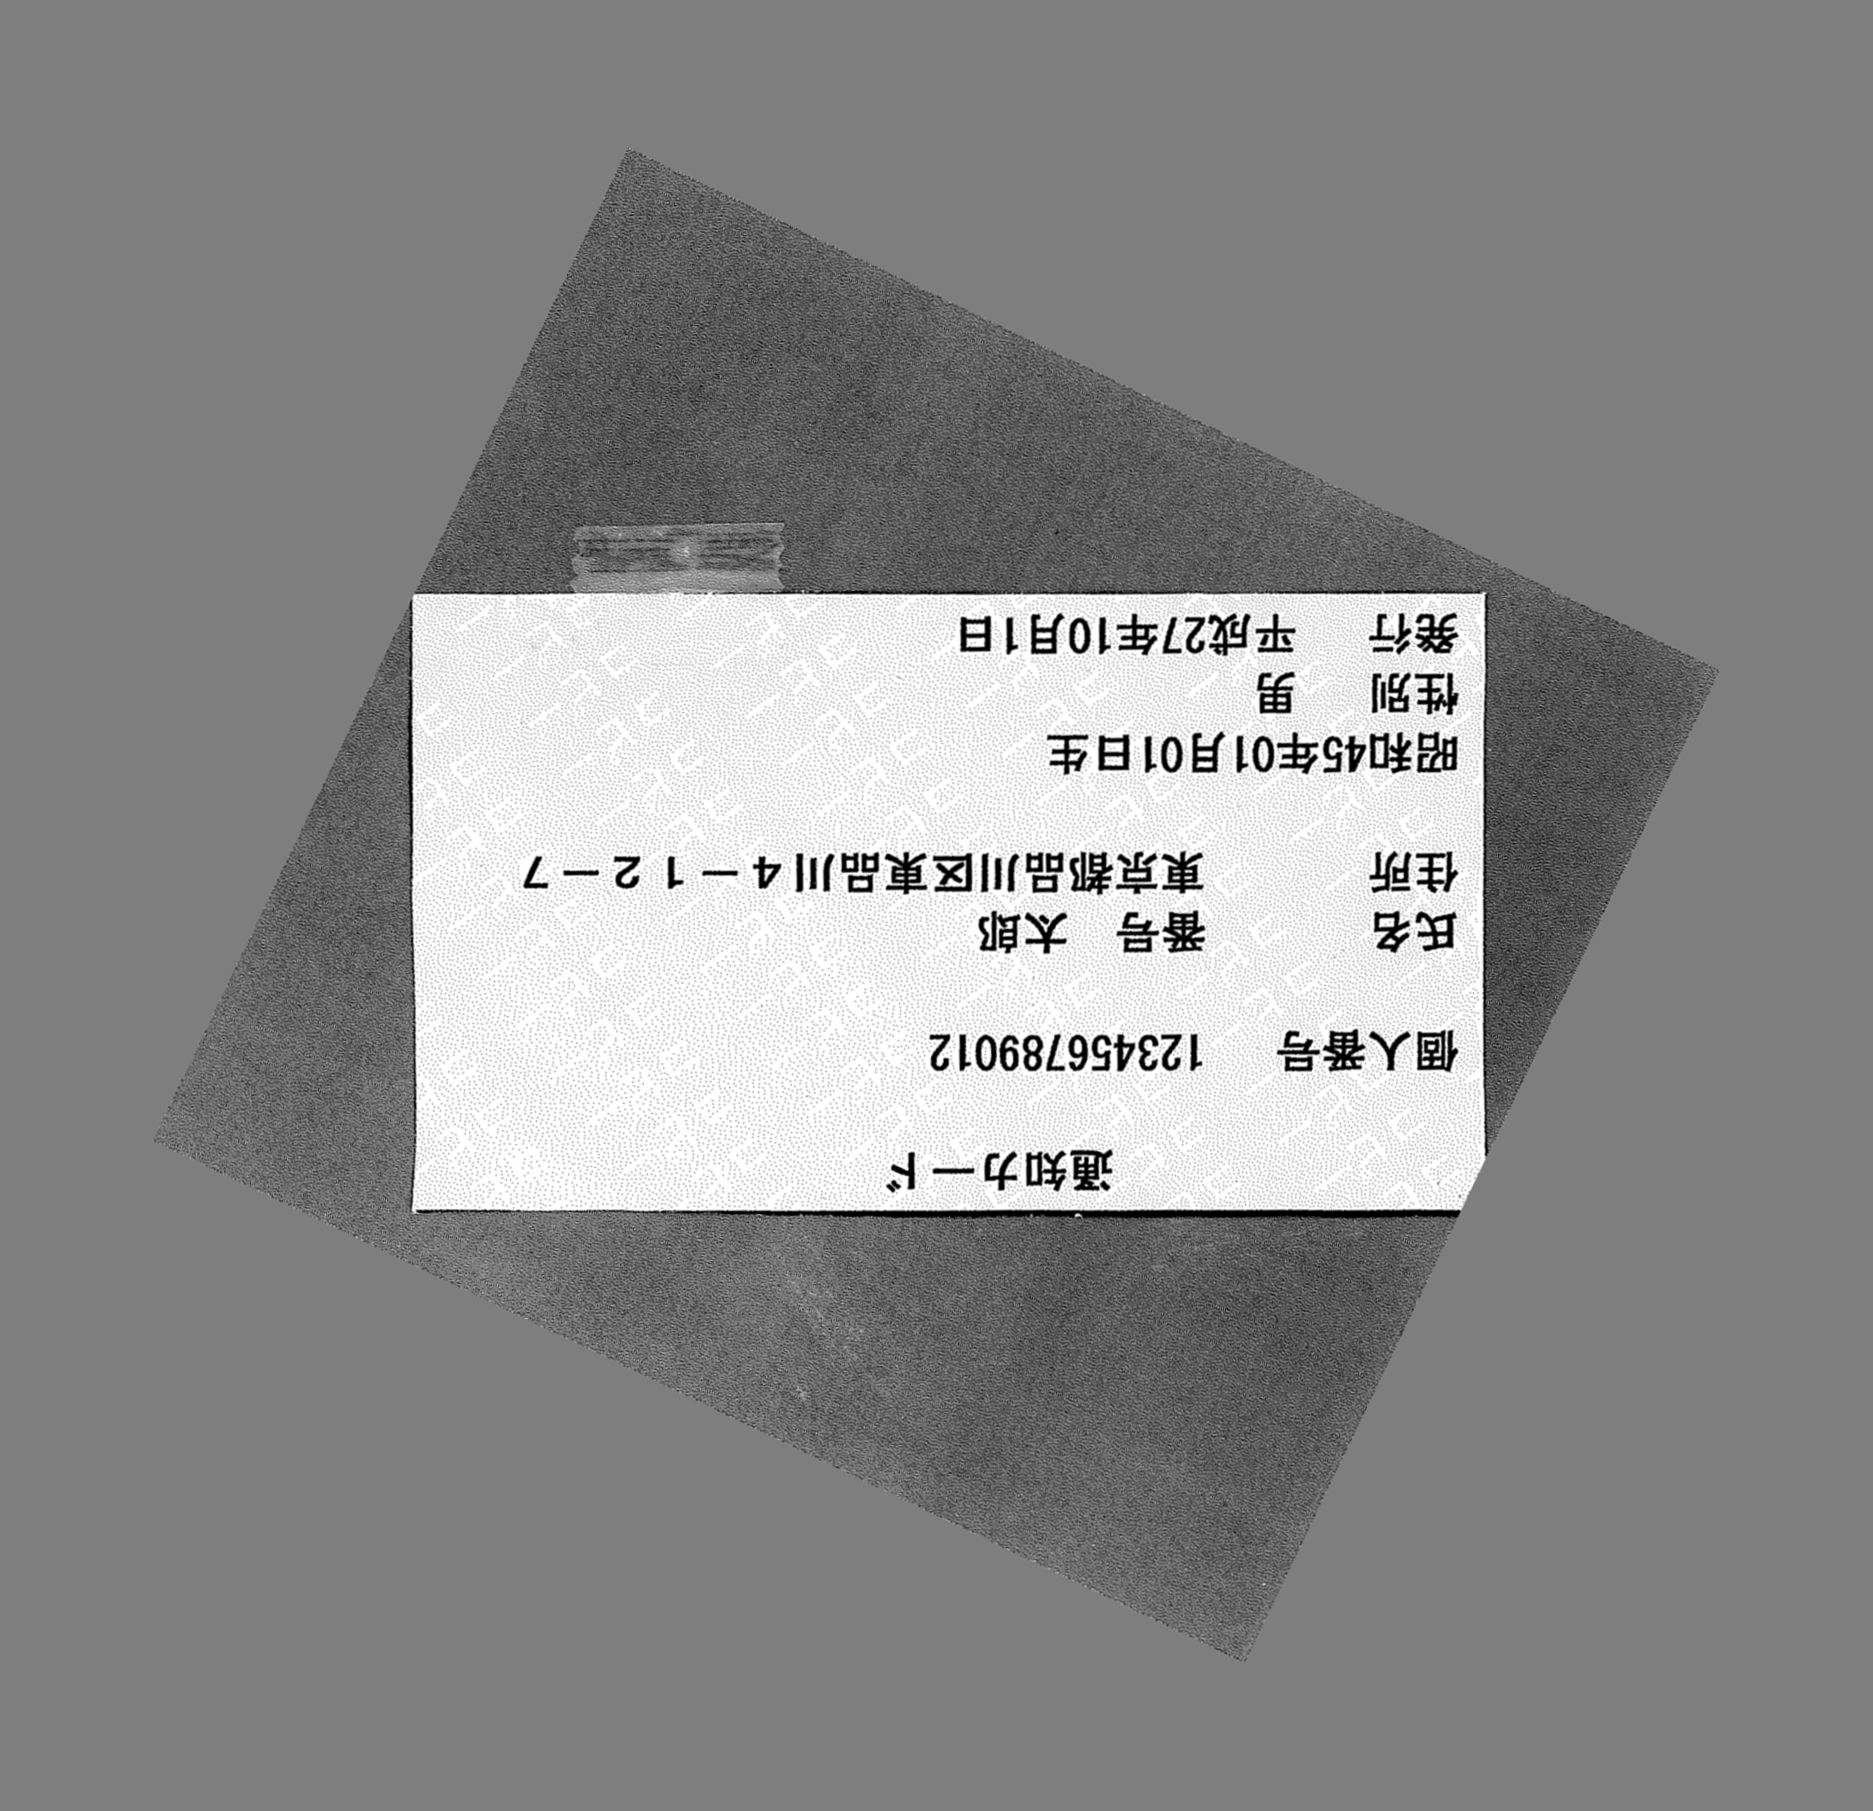 通知カード
個人番号 123456789012
氏名 番号 太郎
住所 東京都品川区東品川4－12－7
昭和45年01月01日生
性別 男
発行 平成27年10月1日